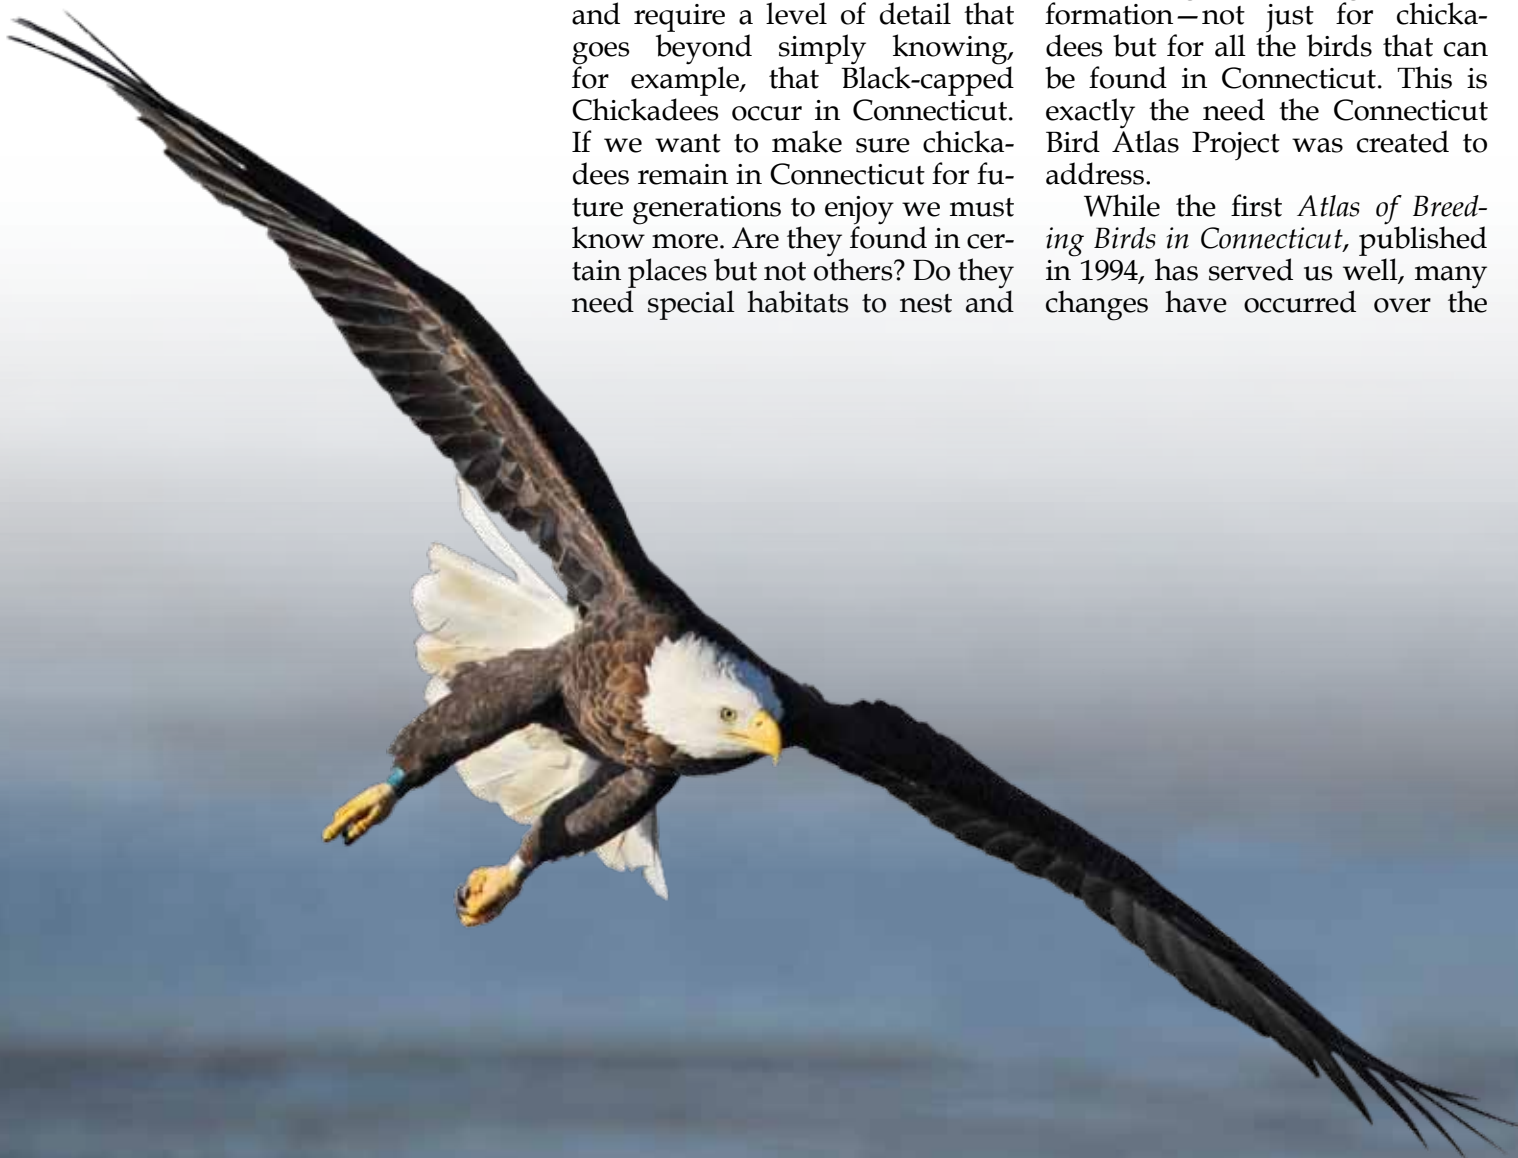 and require a level of detail that
goes beyond simply knowing,
for example, that Black-capped
Chickadees occur in Connecticut.
If we want to make sure chicka-
dees remain in Connecticut for fu-
ture generations to enjoy we must
know more. Are they found in cer-
tain places but not others? Do they
need special habitats to nest and
formation—not just for chicka-
dees but for all the birds that can
be found in Connecticut. This is
exactly the need the Connecticut
Bird Atlas Project was created to
address.
While the first Atlas of Breed-
ing Birds in Connecticut, published
in 1994, has served us well, many
changes have occurred over the